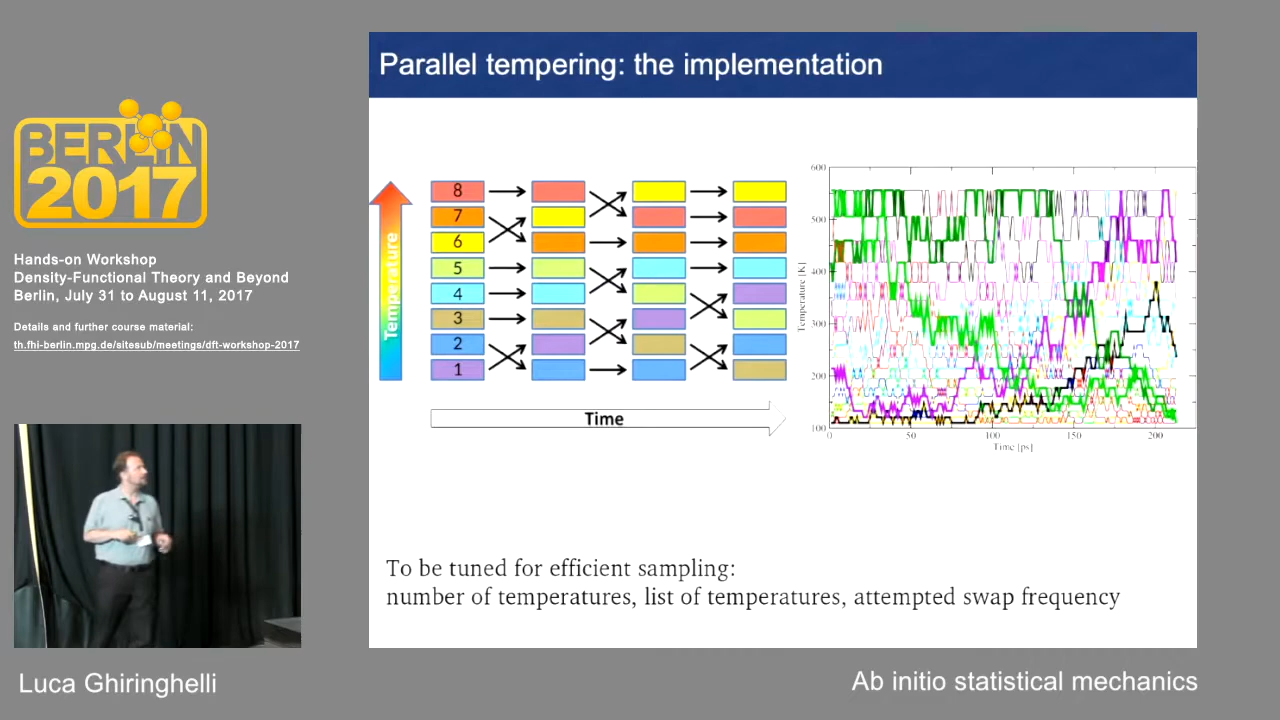 Parallel tempering: the implementation
BERLIN
2017
Hands-on Workshop
Density-Functional Theory and Beyond
Berlin, July 31 to August 11, 2017
Details and further course material:
th.fhi-berlin.mpg.de/sitesub/meetings/dft-workshop-2017
Temperature
8
7
6
5
4
3
2
1
Time
Temperature [K]
600
500
400
300
200
100
0
50
100
150
200
Time [ps]
To be tuned for efficient sampling:
number of temperatures, list of temperatures, attempted swap frequency
Luca Ghiringhelli
Ab initio statistical mechanics